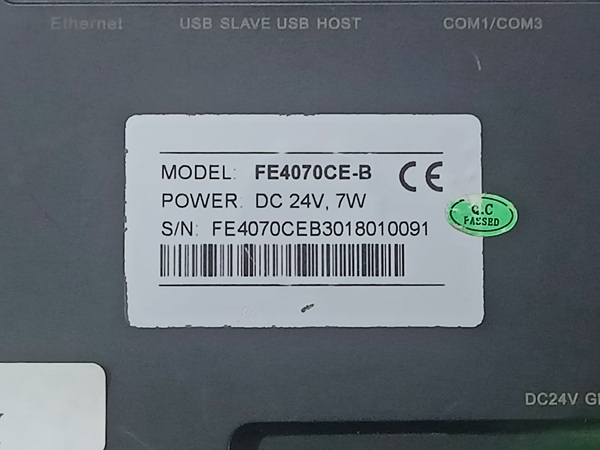 Ethernet USB SLAVE USB HOST COM1/COM3
MODEL: FE4070CE-B CE
POWER: DC 24V, 7W
S/N: FE4070CEB3018010091
Q.C
PASSED
DC24V